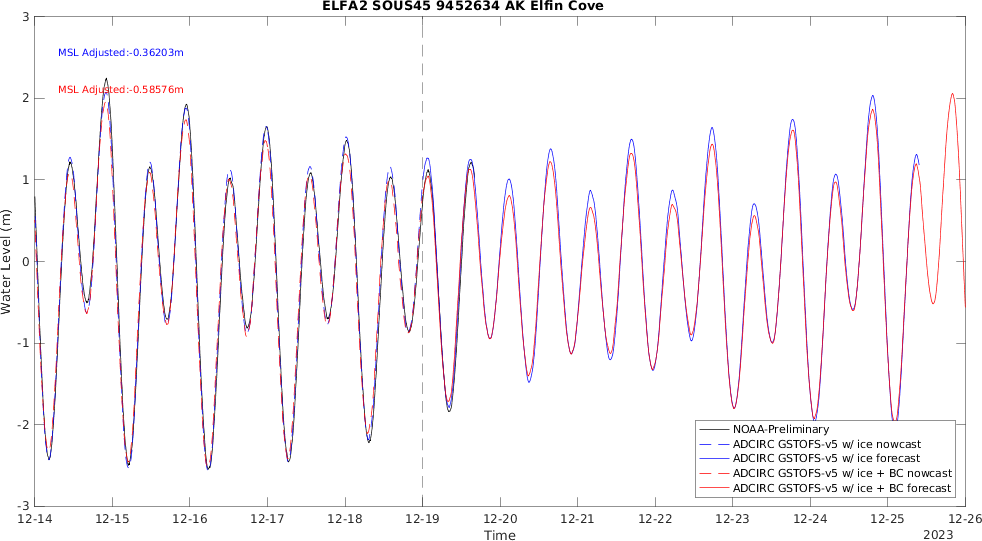 ELFA2 SOUS45 9452634 AK Elfin Cove
MSL Adjusted:-0.36203m
MSL Adjusted:-0.58576m
Water Level (m)
3
2
1
0
-1
-2
-3
NOAA-Preliminary
ADCIRC GSTOFS-v5 w/ ice nowcast
ADCIRC GSTOFS-v5 w/ ice forecast
ADCIRC GSTOFS-v5 w/ ice + BC nowcast
ADCIRC GSTOFS-v5 w/ ice + BC forecast
12-14 12-15 12-16 12-17 12-18 12-19 12-20 12-21 12-22 12-23 12-24 12-25 12-26
Time
2023